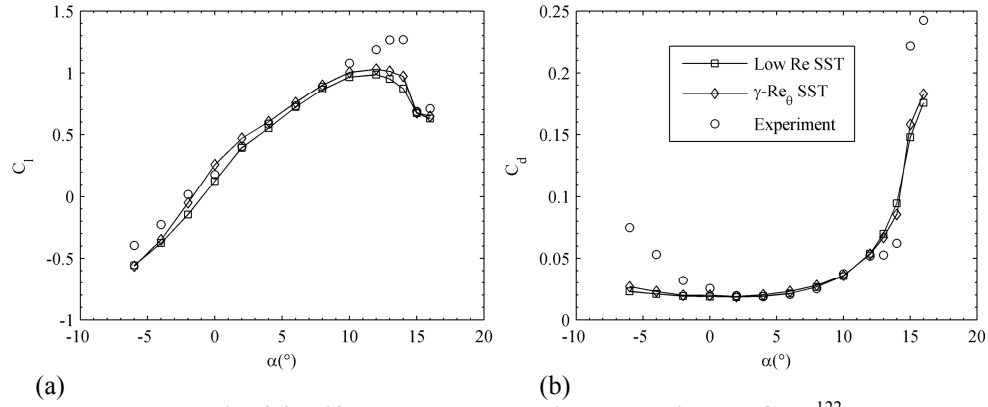 1.5
1
0.5
0
-0.5
-1
-10 -5 0 5 10 15 20
C_l
α(°)
(a)
0.25
0.2
0.15
0.1
0.05
0
-10 -5 0 5 10 15 20
C_d
α(°)
Low Re SST
γ-Re_θ SST
Experiment
(b)
122